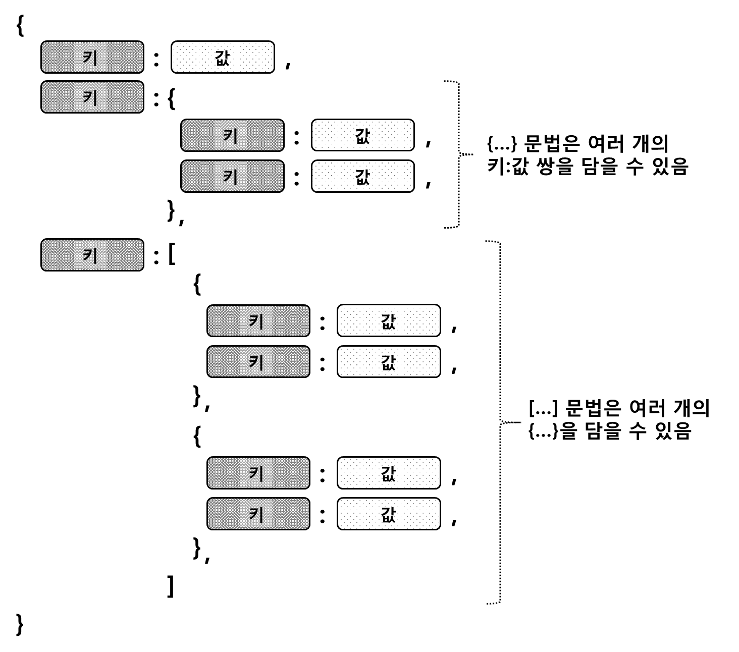 {
키 : 값 ,
키 : {
키 : 값 ,
키 : 값 ,
},
{...} 문법은 여러 개의
키:값 쌍을 담을 수 있음
키 : [
{
키 : 값 ,
키 : 값 ,
},
{
키 : 값 ,
키 : 값 ,
},
]
[...] 문법은 여러 개의
{...}을 담을 수 있음
}